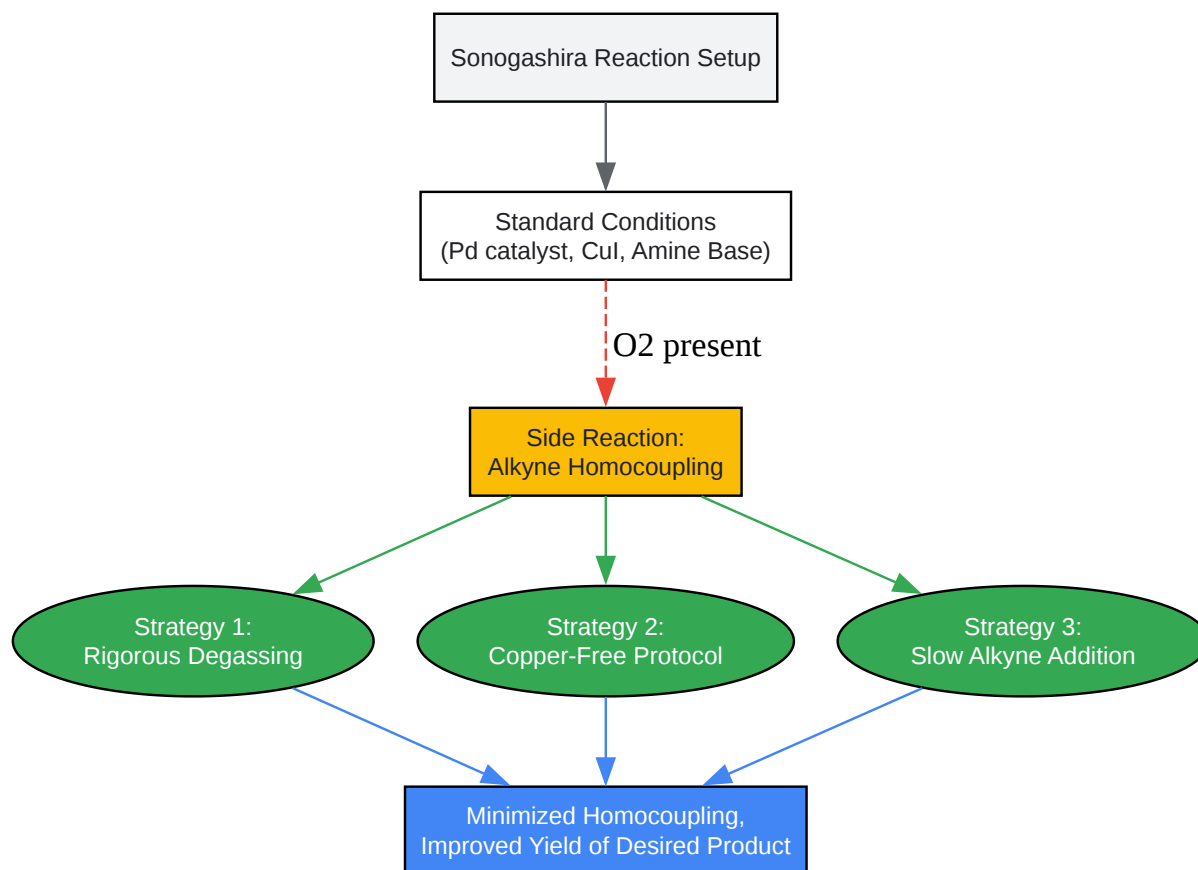 Sonogashira Reaction Setup
Standard Conditions
(Pd catalyst, CuI, Amine Base)
O2 present
Side Reaction:
Alkyne Homocoupling
Strategy 1:
Rigorous Degassing
Strategy 2:
Copper-Free Protocol
Strategy 3:
Slow Alkyne Addition
Minimized Homocoupling,
Improved Yield of Desired Product